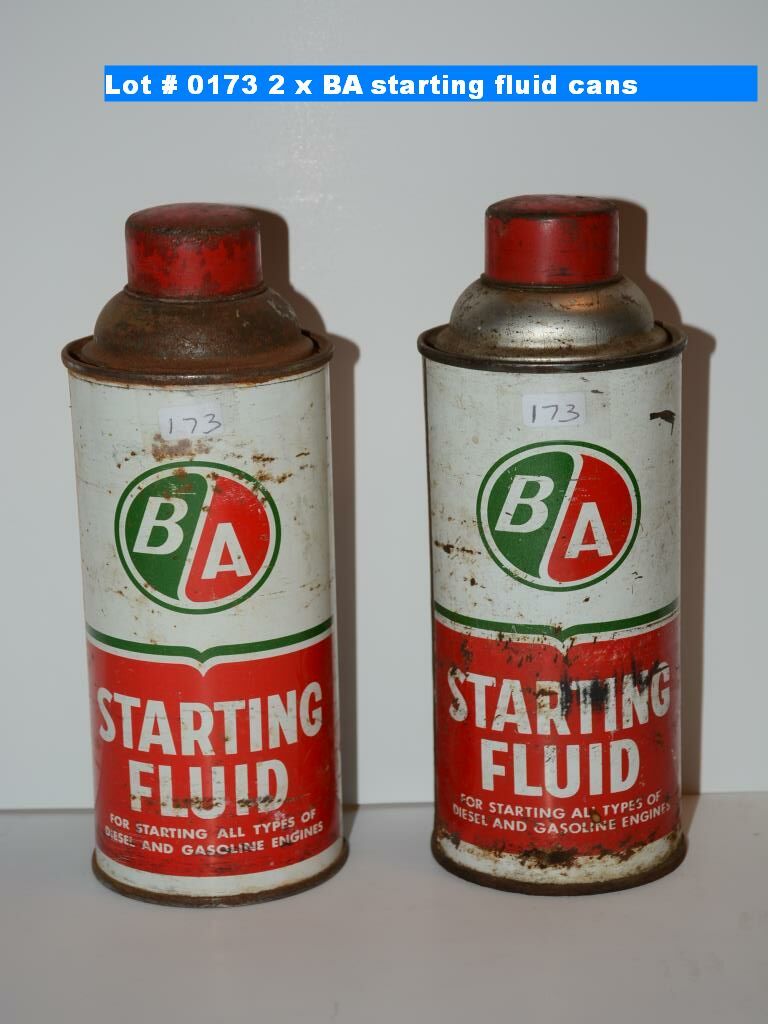 Lot # 0173 2 x BA starting fluid cans
173
BA
STARTING
FLUID
FOR STARTING ALL TYPES OF
DIESEL AND GASOLINE ENGINES
173
BA
STARTING
FLUID
FOR STARTING ALL TYPES OF
DIESEL AND GASOLINE ENGINES